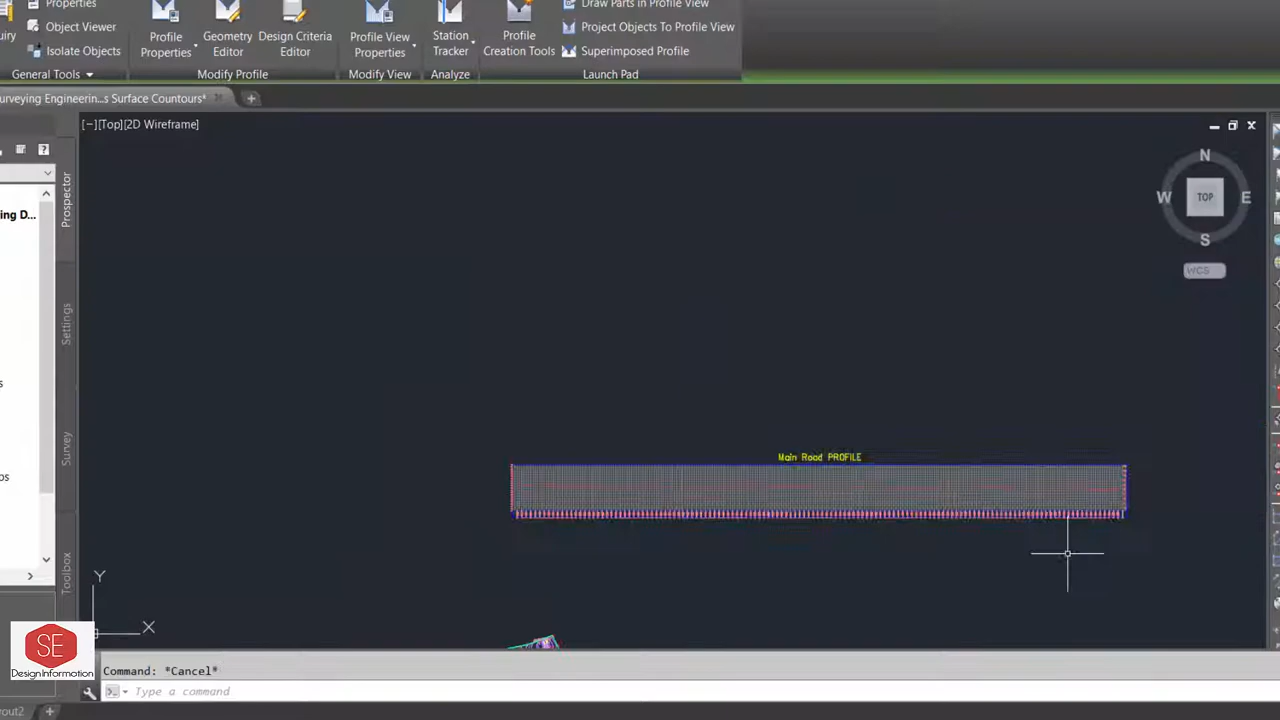 Properties
Draw Parts in Profile View
Object Viewer
Project Objects To Profile View
Isolate Objects
Profile Properties
Geometry Editor
Design Criteria Editor
Profile View Properties
Station Tracker
Profile Creation Tools
Superimposed Profile
General Tools
Modify Profile
Modify View
Analyze
Launch Pad
urveying Engineerin...s Surface Countours*
[−][Top][2D Wireframe]
N
W
TOP
E
S
WCS
Prospector
ing D...
Settings
Survey
Toolbox
Main Road PROFILE
Y
X
SE
Design Information
Command: *Cancel*
Type a command
yout2